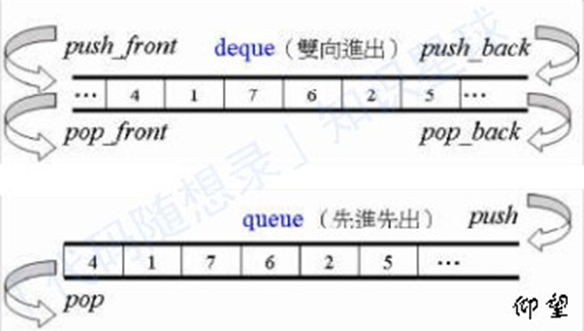 push_front deque（雙向進出） push_back
… 4 1 7 6 2 5 …
pop_front pop_back
「代码随想录」知识星球
queue （先進先出） push
4 1 7 6 2 5 …
pop
仰望